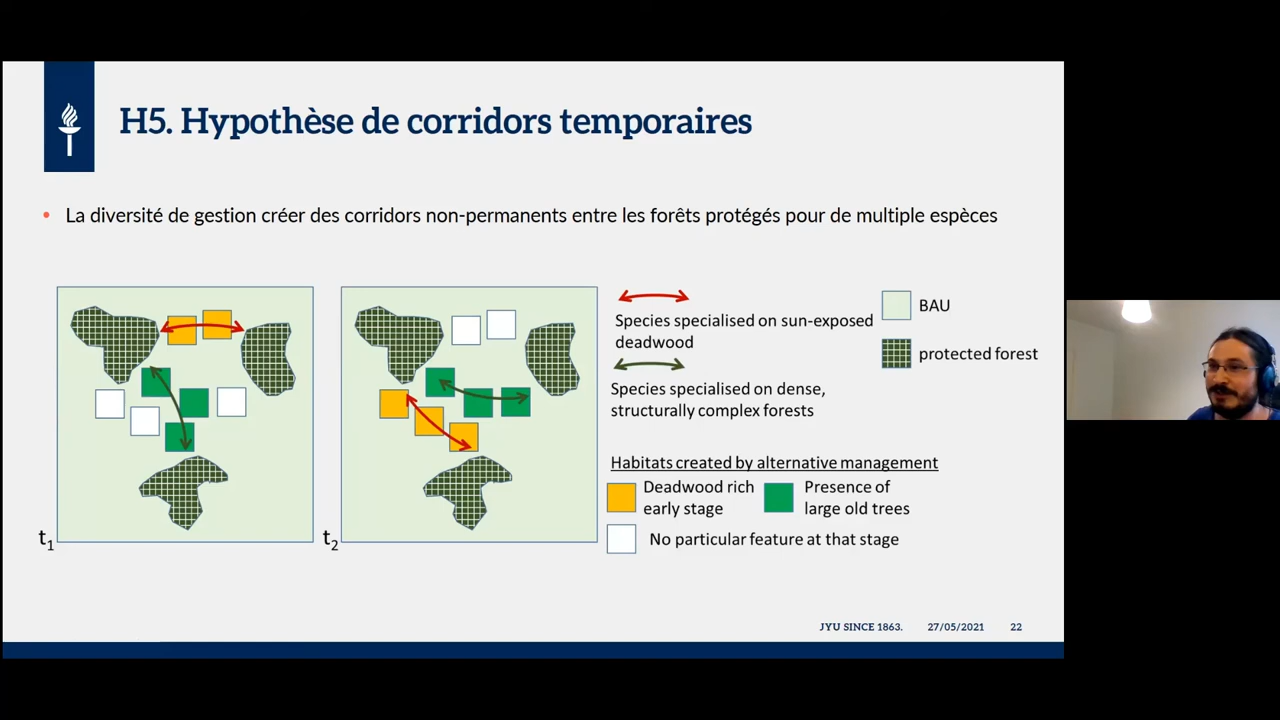 H5. Hypothèse de corridors temporaires
• La diversité de gestion créer des corridors non-permanents entre les forêts protégés pour de multiple espèces
t1
t2
Species specialised on sun-exposed
deadwood
Species specialised on dense,
structurally complex forests
BAU
protected forest
Habitats created by alternative management
Deadwood rich
early stage
Presence of
large old trees
No particular feature at that stage
JYU SINCE 1863. 27/05/2021 22